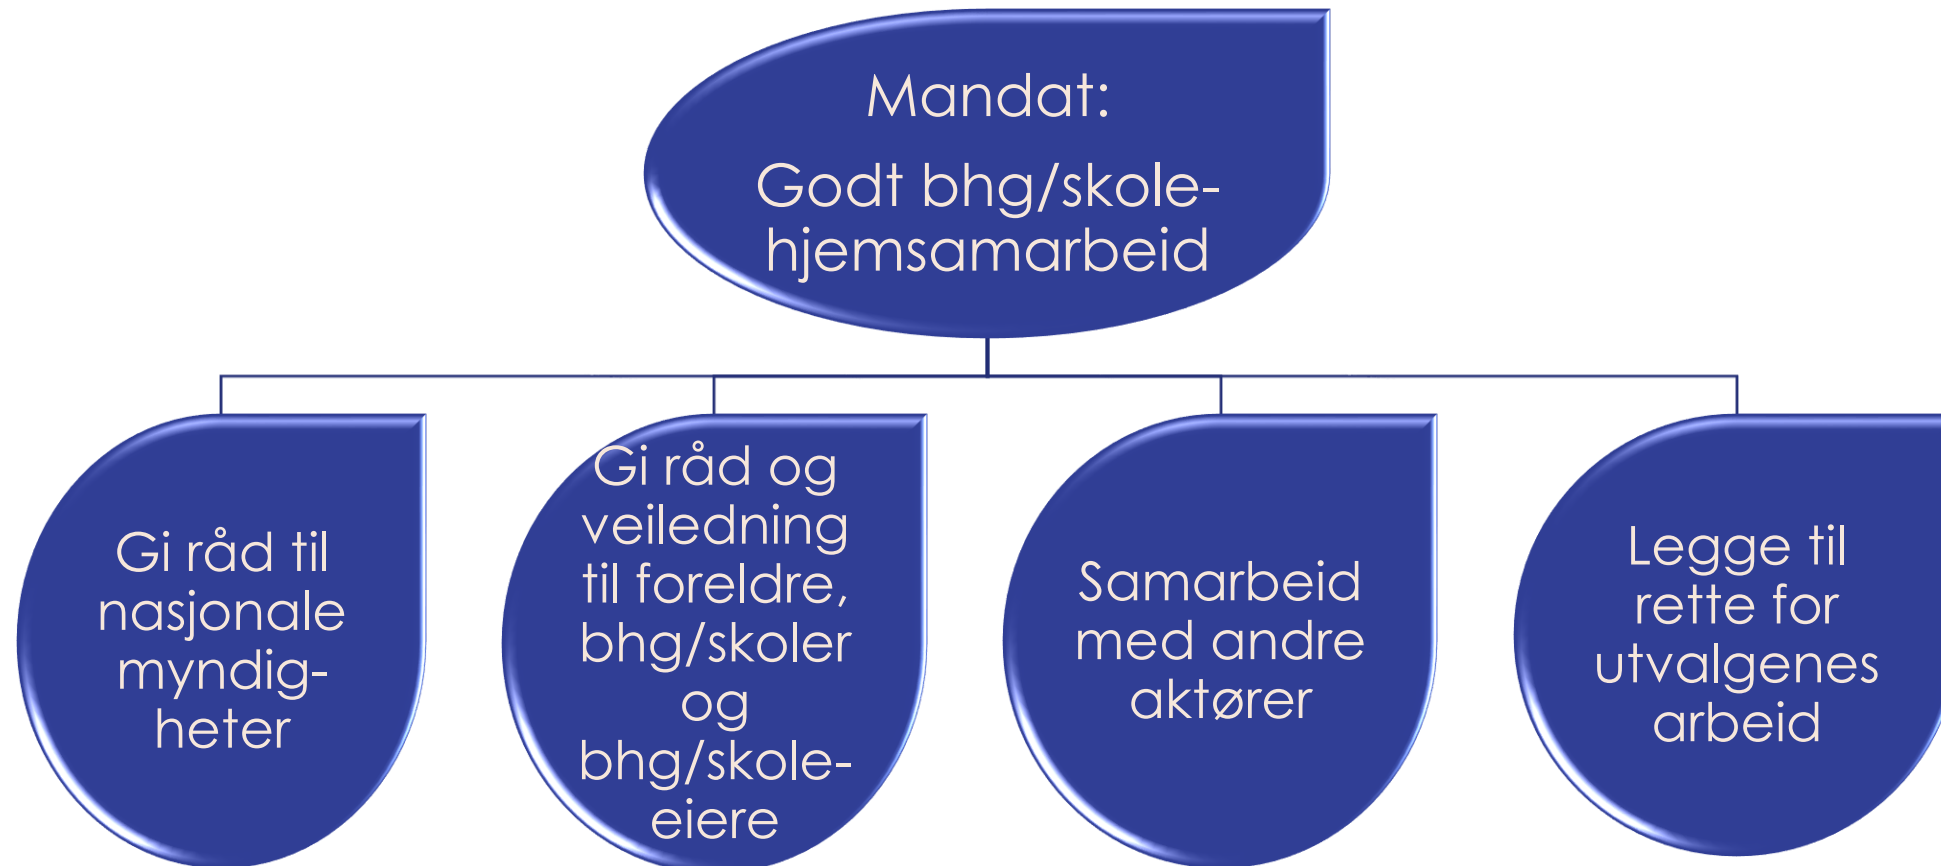 Mandat:
Godt bhg/skole-
hjemsamarbeid
Gi råd til
nasjonale
myndig-
heter
Gi råd og
veiledning
til foreldre,
bhg/skoler
og
bhg/skole-
eiere
Samarbeid
med andre
aktører
Legge til
rette for
utvalgenes
arbeid